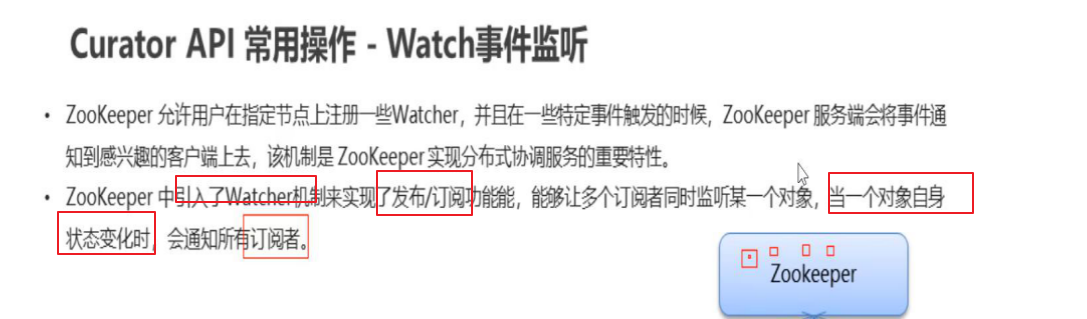 Curator API 常用操作 - Watch事件监听
• ZooKeeper 允许用户在指定节点上注册一些Watcher，并且在一些特定事件触发的时候，ZooKeeper 服务端会将事件通
知到感兴趣的客户端上去，该机制是 ZooKeeper 实现分布式协调服务的重要特性。
• ZooKeeper 中引入了Watcher机制来实现了发布/订阅功能能，能够让多个订阅者同时监听某一个对象，当一个对象自身
状态变化时，会通知所有订阅者。
Zookeeper